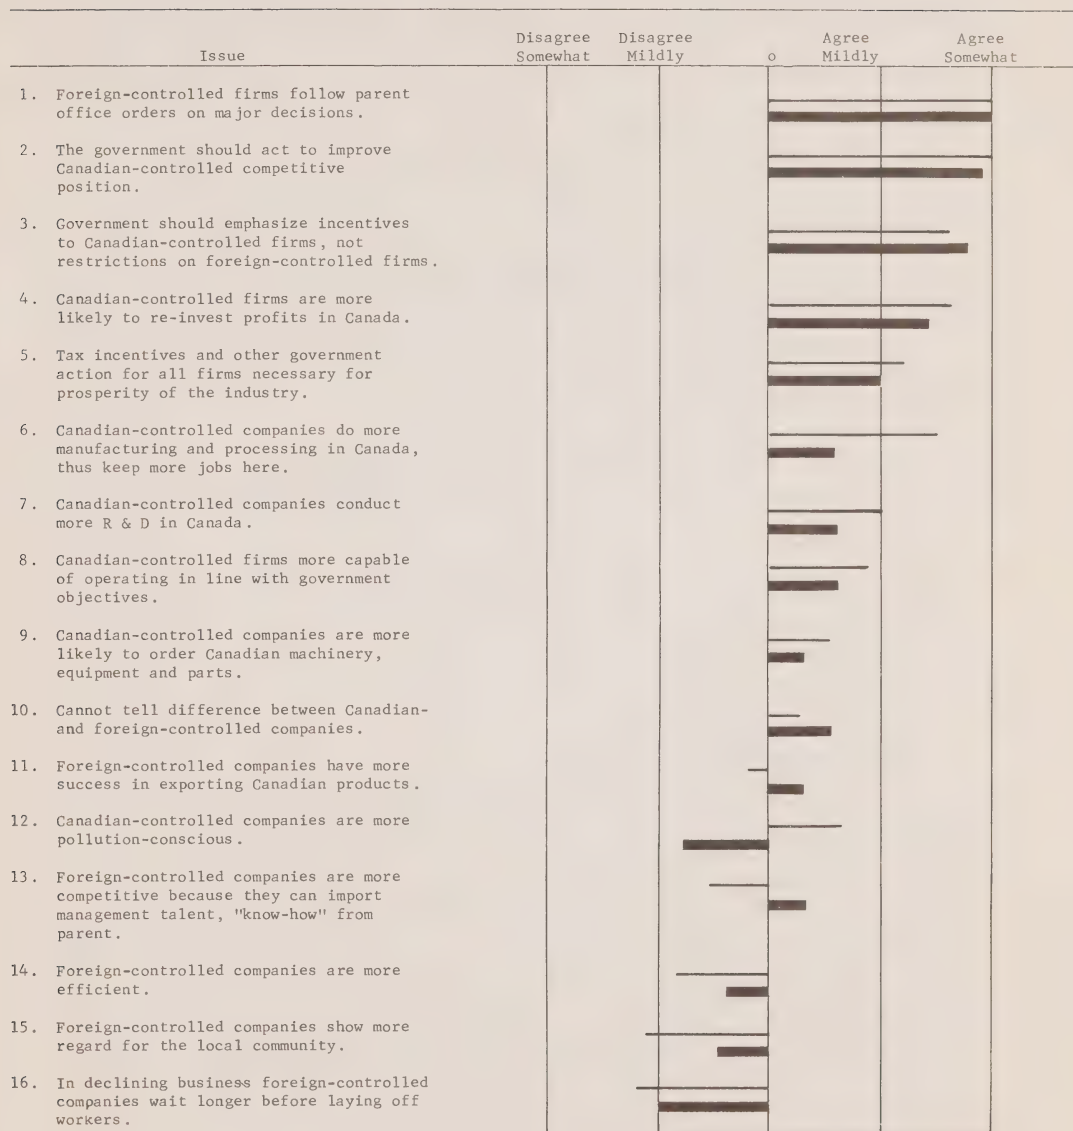 Issue
Disagree Somewhat
Disagree Mildly
o
Agree Mildly
Agree Somewhat
1. Foreign-controlled firms follow parent
office orders on major decisions.
2. The government should act to improve
Canadian-controlled competitive
position.
3. Government should emphasize incentives
to Canadian-controlled firms, not
restrictions on foreign-controlled firms.
4. Canadian-controlled firms are more
likely to re-invest profits in Canada.
5. Tax incentives and other government
action for all firms necessary for
prosperity of the industry.
6. Canadian-controlled companies do more
manufacturing and processing in Canada,
thus keep more jobs here.
7. Canadian-controlled companies conduct
more R & D in Canada.
8. Canadian-controlled firms more capable
of operating in line with government
objectives.
9. Canadian-controlled companies are more
likely to order Canadian machinery,
equipment and parts.
10. Cannot tell difference between Canadian-
and foreign-controlled companies.
11. Foreign-controlled companies have more
success in exporting Canadian products.
12. Canadian-controlled companies are more
pollution-conscious.
13. Foreign-controlled companies are more
competitive because they can import
management talent, "know-how" from
parent.
14. Foreign-controlled companies are more
efficient.
15. Foreign-controlled companies show more
regard for the local community.
16. In declining business foreign-controlled
companies wait longer before laying off
workers.